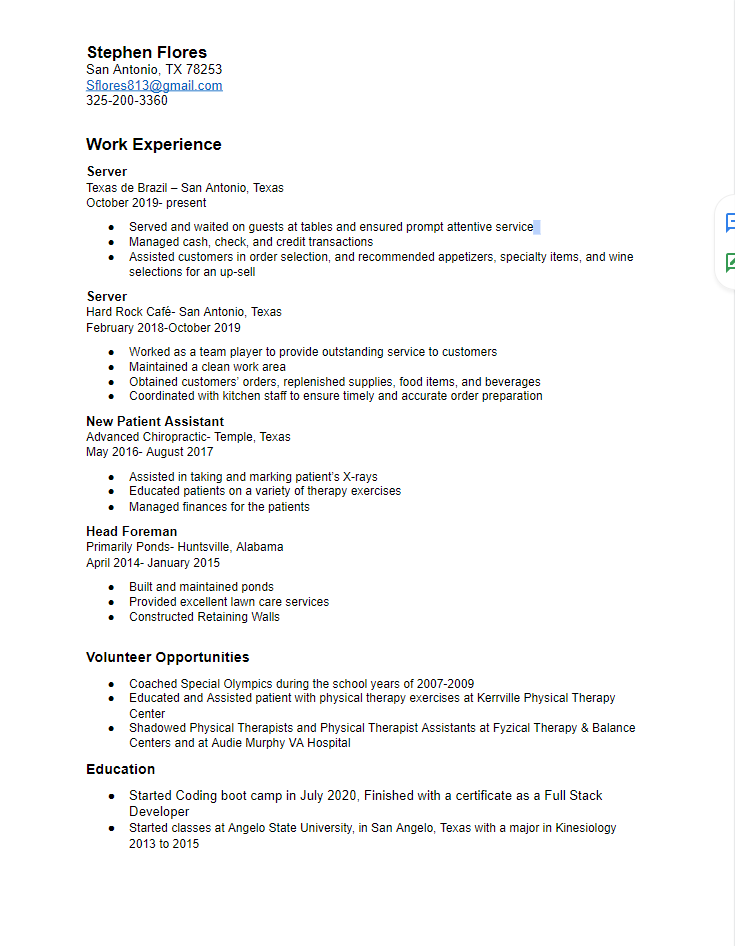 Stephen Flores
San Antonio, TX 78253
Sflores813@gmail.com
325-200-3360
Work Experience
Server
Texas de Brazil – San Antonio, Texas
October 2019- present
● Served and waited on guests at tables and ensured prompt attentive service
● Managed cash, check, and credit transactions
● Assisted customers in order selection, and recommended appetizers, specialty items, and wine
selections for an up-sell
Server
Hard Rock Café- San Antonio, Texas
February 2018-October 2019
● Worked as a team player to provide outstanding service to customers
● Maintained a clean work area
● Obtained customers’ orders, replenished supplies, food items, and beverages
● Coordinated with kitchen staff to ensure timely and accurate order preparation
New Patient Assistant
Advanced Chiropractic- Temple, Texas
May 2016- August 2017
● Assisted in taking and marking patient’s X-rays
● Educated patients on a variety of therapy exercises
● Managed finances for the patients
Head Foreman
Primarily Ponds- Huntsville, Alabama
April 2014- January 2015
● Built and maintained ponds
● Provided excellent lawn care services
● Constructed Retaining Walls
Volunteer Opportunities
● Coached Special Olympics during the school years of 2007-2009
● Educated and Assisted patient with physical therapy exercises at Kerrville Physical Therapy
Center
● Shadowed Physical Therapists and Physical Therapist Assistants at Fyzical Therapy & Balance
Centers and at Audie Murphy VA Hospital
Education
● Started Coding boot camp in July 2020, Finished with a certificate as a Full Stack
Developer
● Started classes at Angelo State University, in San Angelo, Texas with a major in Kinesiology
2013 to 2015